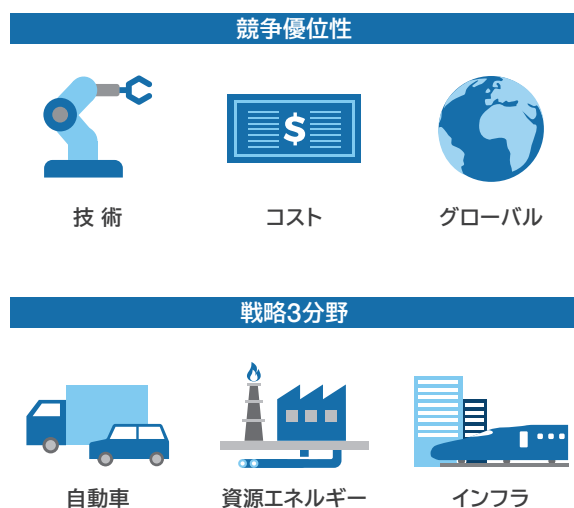 競争優位性
$
技 術
コスト
グローバル
戦略3分野
自動車
資源エネルギー
インフラ